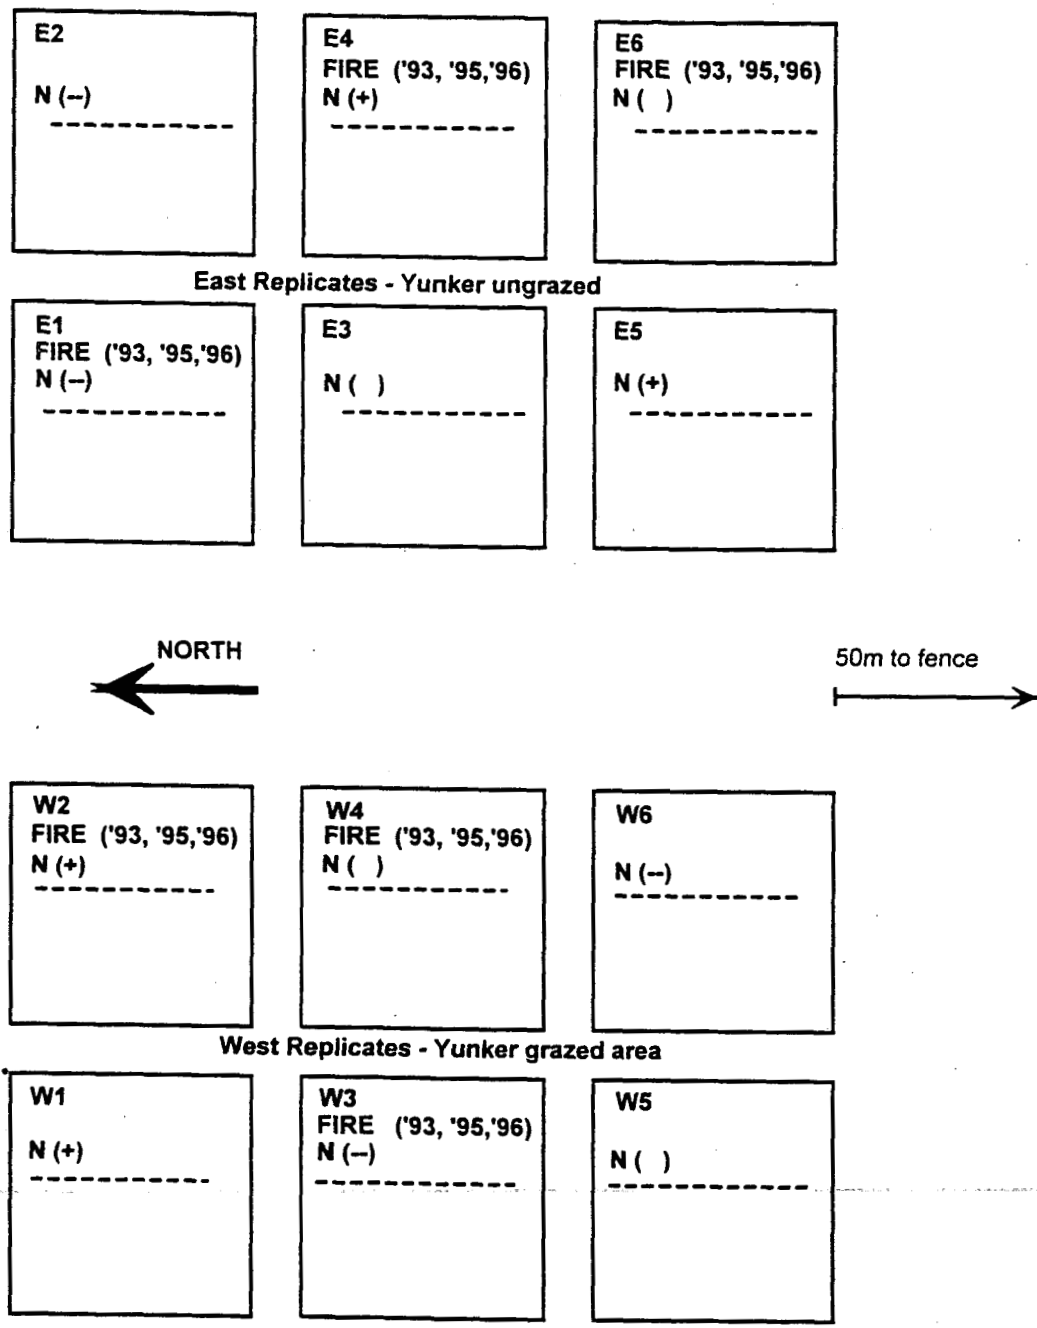 E2
N (--)
E4
FIRE ('93, '95,'96)
N (+)
E6
FIRE ('93, '95,'96)
N ( )
East Replicates - Yunker ungrazed
E1
FIRE ('93, '95,'96)
N (--)
E3
N ( )
E5
N (+)
NORTH
50m to fence
W2
FIRE ('93, '95,'96)
N (+)
W4
FIRE ('93, '95,'96)
N ( )
W6
N (--)
West Replicates - Yunker grazed area
W1
N (+)
W3
FIRE ('93, '95,'96)
N (--)
W5
N ( )